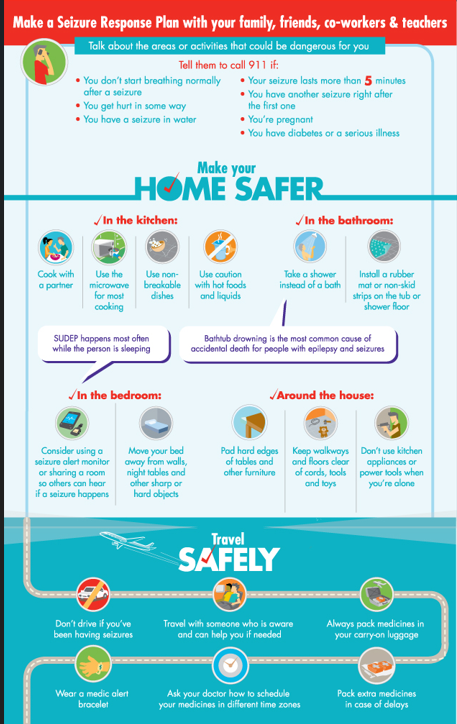 Make a Seizure Response Plan with your family, friends, co-workers & teachers
Talk about the areas or activities that could be dangerous for you
Tell them to call 911 if:
• You don't start breathing normally
after a seizure
• You get hurt in some way
• You have a seizure in water
• Your seizure lasts more than 5 minutes
• You have another seizure right after
the first one
• You're pregnant
• You have diabetes or a serious illness
Make your
HOME SAFER
✓In the kitchen:
Cook with
a partner
Use the
microwave
for most
cooking
Use non-
breakable
dishes
Use caution
with hot foods
and liquids
✓In the bathroom:
Take a shower
instead of a bath
Install a rubber
mat or non-skid
strips on the tub or
shower floor
SUDEP happens most often
while the person is sleeping
Bathtub drowning is the most common cause of
accidental death for people with epilepsy and seizures
✓In the bedroom:
Consider using a
seizure alert monitor
or sharing a room
so others can hear
if a seizure happens
Move your bed
away from walls,
night tables and
other sharp or
hard objects
✓Around the house:
Pad hard edges
of tables and
other furniture
Keep walkways
and floors clear
of cords, tools
and toys
Don't use kitchen
appliances or
power tools when
you're alone
Travel
SAFELY
Don't drive if you've
been having seizures
Travel with someone who is aware
and can help you if needed
Always pack medicines in
your carry-on luggage
Wear a medic alert
bracelet
Ask your doctor how to schedule
your medicines in different time zones
Pack extra medicines
in case of delays